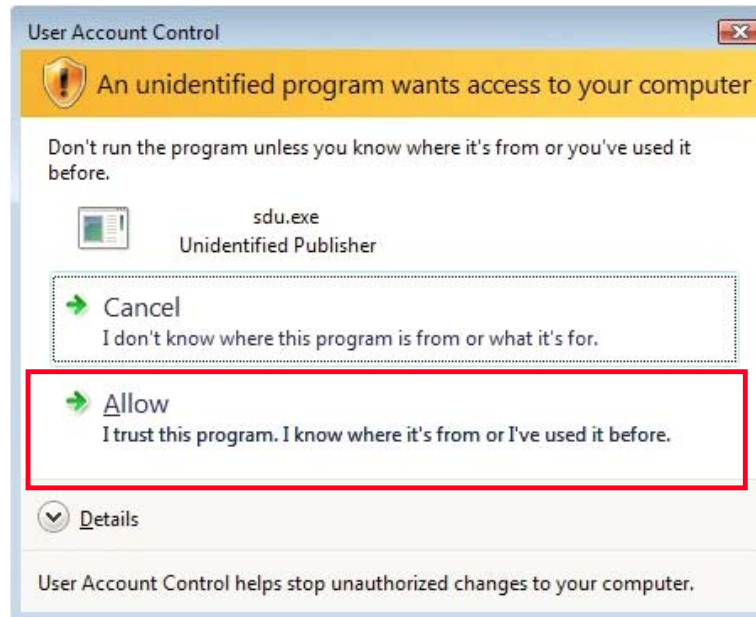 User Account Control
An unidentified program wants access to your computer
Don't run the program unless you know where it's from or you've used it
before.
sdu.exe
Unidentified Publisher
Cancel
I don't know where this program is from or what it's for.
Allow
I trust this program. I know where it's from or I've used it before.
Details
User Account Control helps stop unauthorized changes to your computer.